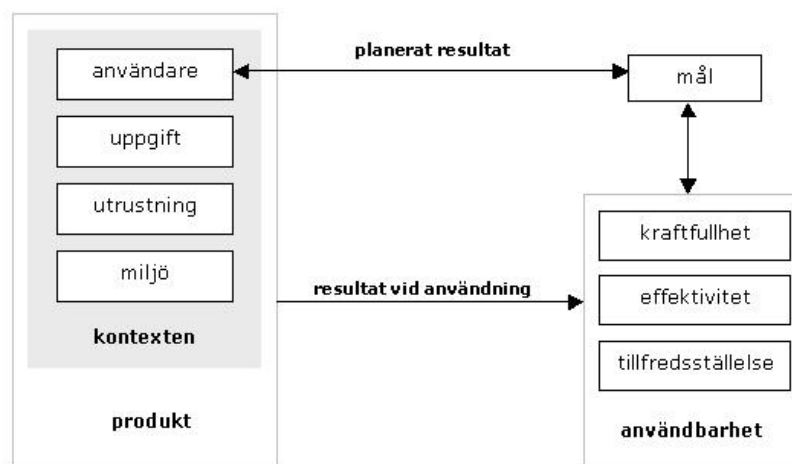 användare
planerat resultat
mål
uppgift
utrustning
miljö
kontexten
produkt
resultat vid användning
kraftfullhet
effektivitet
tillfredsställelse
användbarhet